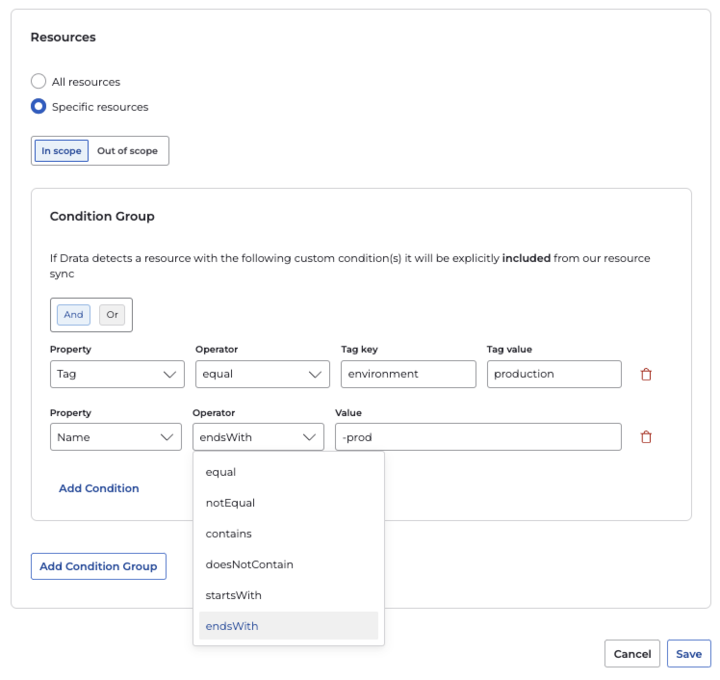 Resources
All resources
Specific resources
In scope Out of scope
Condition Group
If Drata detects a resource with the following custom condition(s) it will be explicitly included from our resource
sync
And Or
Property Operator Tag key Tag value
Tag equal environment production
Property Operator Value
Name endsWith -prod
equal
notEqual
contains
doesNotContain
startsWith
endsWith
Add Condition
Add Condition Group
Cancel Save